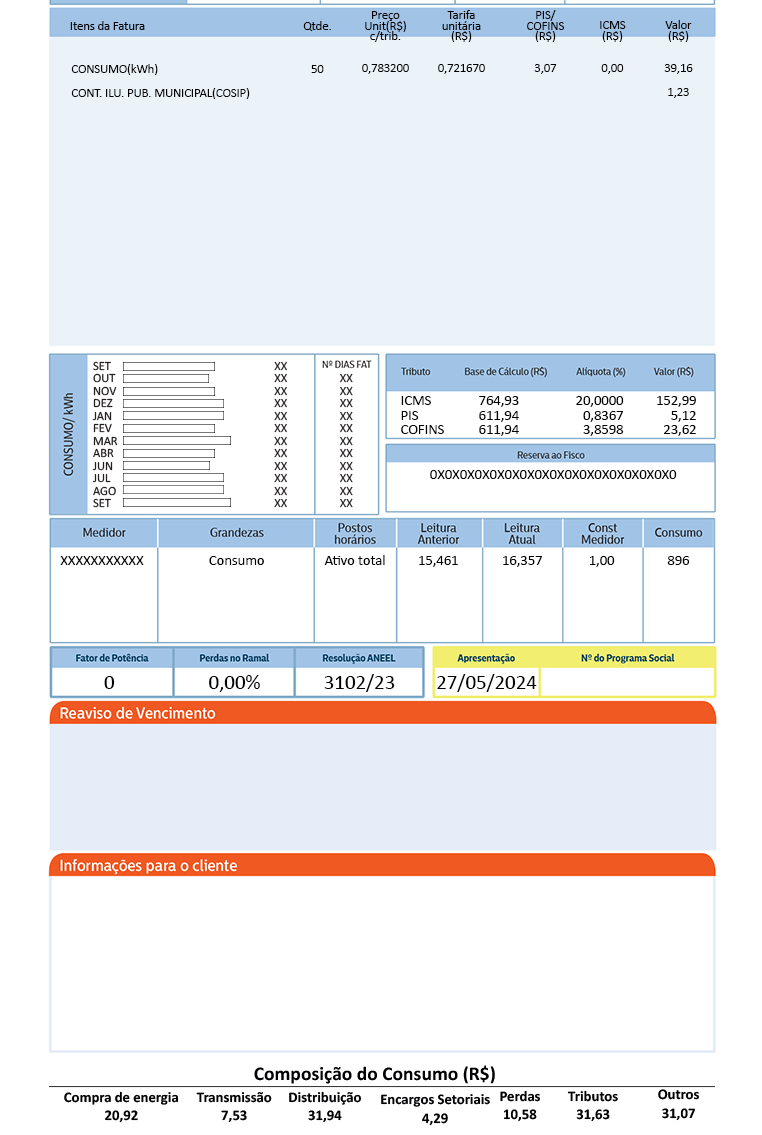 Itens da Fatura Qtde. Preço Unit(R$) c/trib. Tarifa unitária (R$) PIS/ COFINS (R$) ICMS (R$) Valor (R$)
CONSUMO(kWh) 50 0,783200 0,721670 3,07 0,00 39,16
CONT. ILU. PUB. MUNICIPAL(COSIP) 1,23
CONSUMO/ kWh
Nº DIAS FAT
SET XX XX
OUT XX XX
NOV XX XX
DEZ XX XX
JAN XX XX
FEV XX XX
MAR XX XX
ABR XX XX
JUN XX XX
JUL XX XX
AGO XX XX
SET XX XX
Tributo Base de Cálculo (R$) Alíquota (%) Valor (R$)
ICMS 764,93 20,0000 152,99
PIS 611,94 0,8367 5,12
COFINS 611,94 3,8598 23,62
Reserva ao Fisco
0X0X0X0X0X0X0X0X0X0X0X0X0X0X0X0X0
Medidor Grandezas Postos horários Leitura Anterior Leitura Atual Const Medidor Consumo
XXXXXXXXXXX Consumo Ativo total 15,461 16,357 1,00 896
Fator de Potência Perdas no Ramal Resolução ANEEL Apresentação Nº do Programa Social
0 0,00% 3102/23 27/05/2024
Reaviso de Vencimento
Informações para o cliente
Composição do Consumo (R$)
Compra de energia Transmissão Distribuição Encargos Setoriais Perdas Tributos Outros
20,92 7,53 31,94 4,29 10,58 31,63 31,07